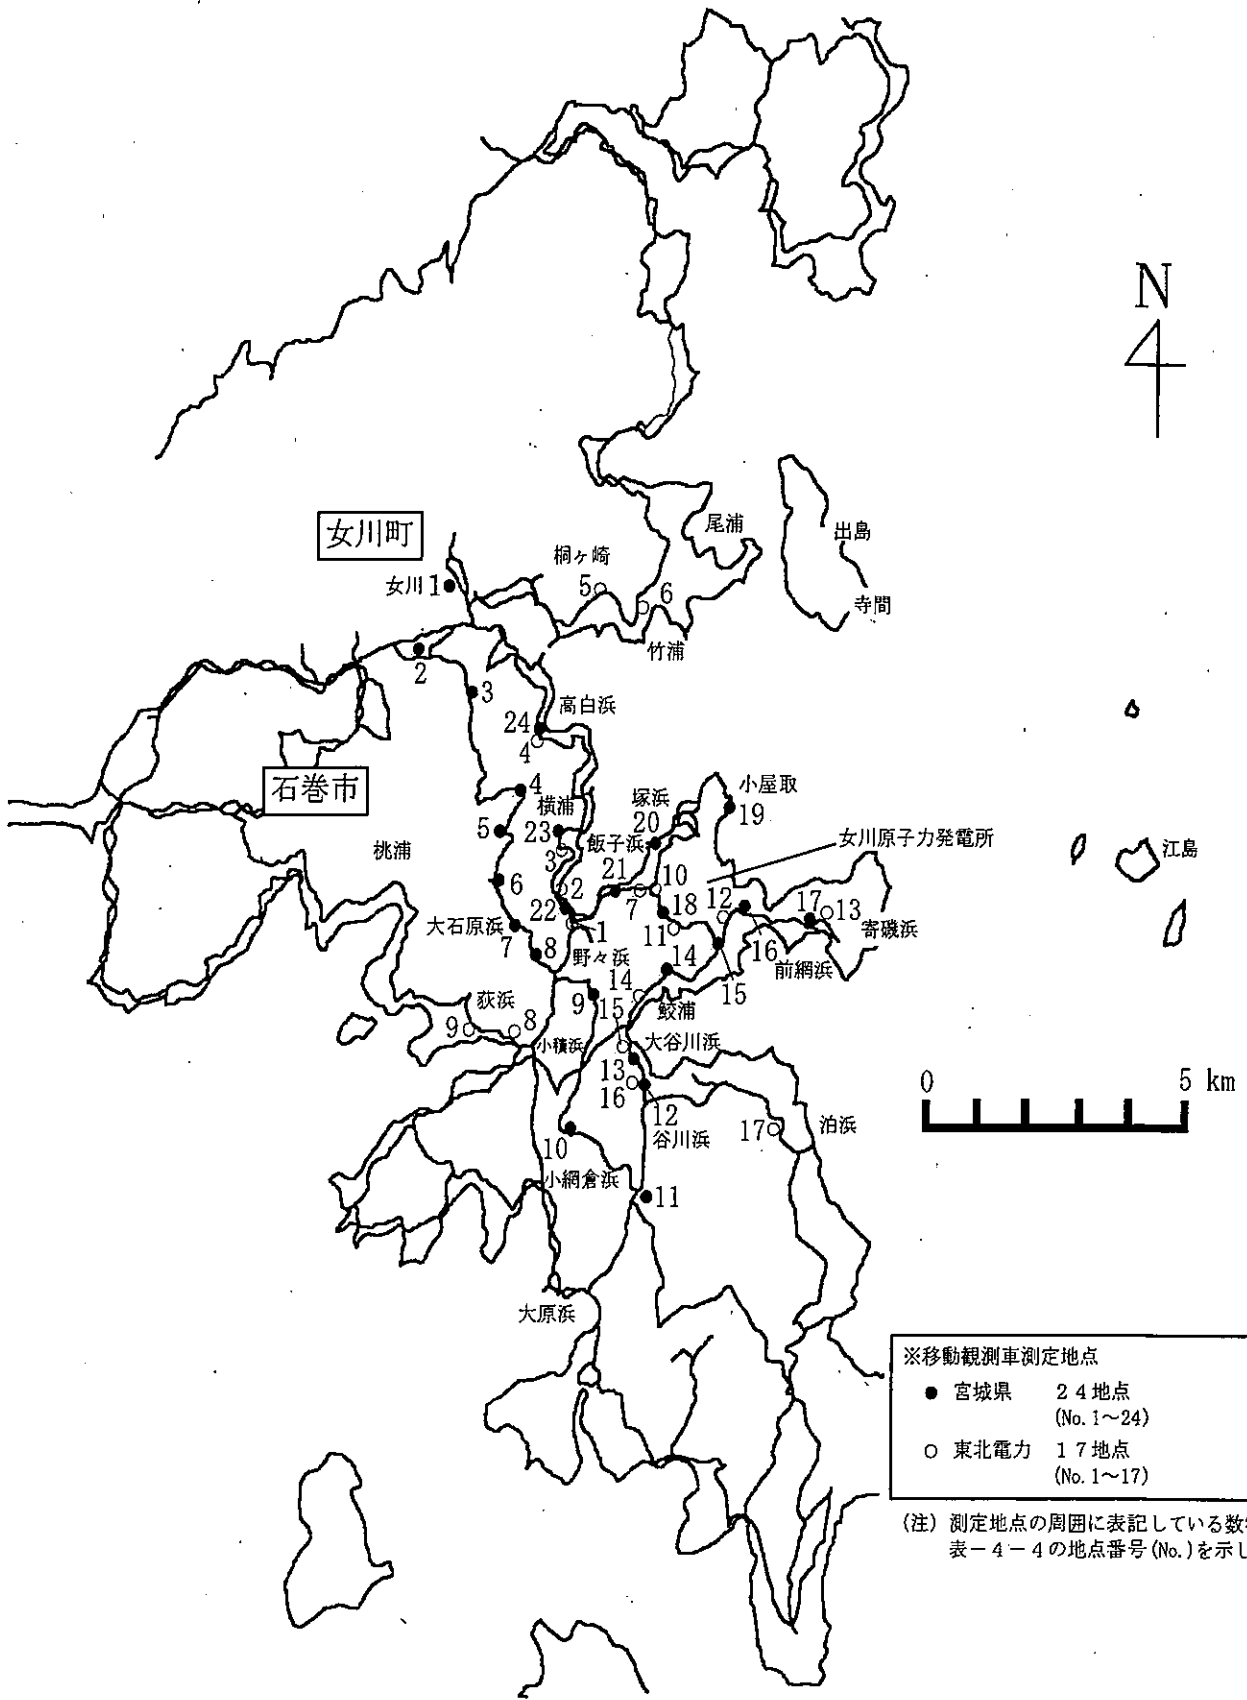 N
尾浦
出島
女川町
桐ヶ崎
女川 1
5
6
寺間
竹浦
2
3
高白浜
24
4
石巻市
4
横浦
塚浜
小屋取
5
23
飯子浜
20
19
女川原子力発電所
桃浦
3
江島
6
2
21
7
10
12
17
13
大石原浜
22
18
寄磯浜
7
8
1
11
16
野々浜
14
前網浜
15
9
14
荻浜
15
鮫浦
9
8
小積浜
大谷川浜
13
0
5 km
16
12
10
谷川浜
17
泊浜
小網倉浜
11
大原浜
※移動観測車測定地点
● 宮城県 24地点
(No. 1〜24)
○ 東北電力 17地点
(No. 1〜17)
(注) 測定地点の周囲に表記している数
表-4-4の地点番号(No.)を示し